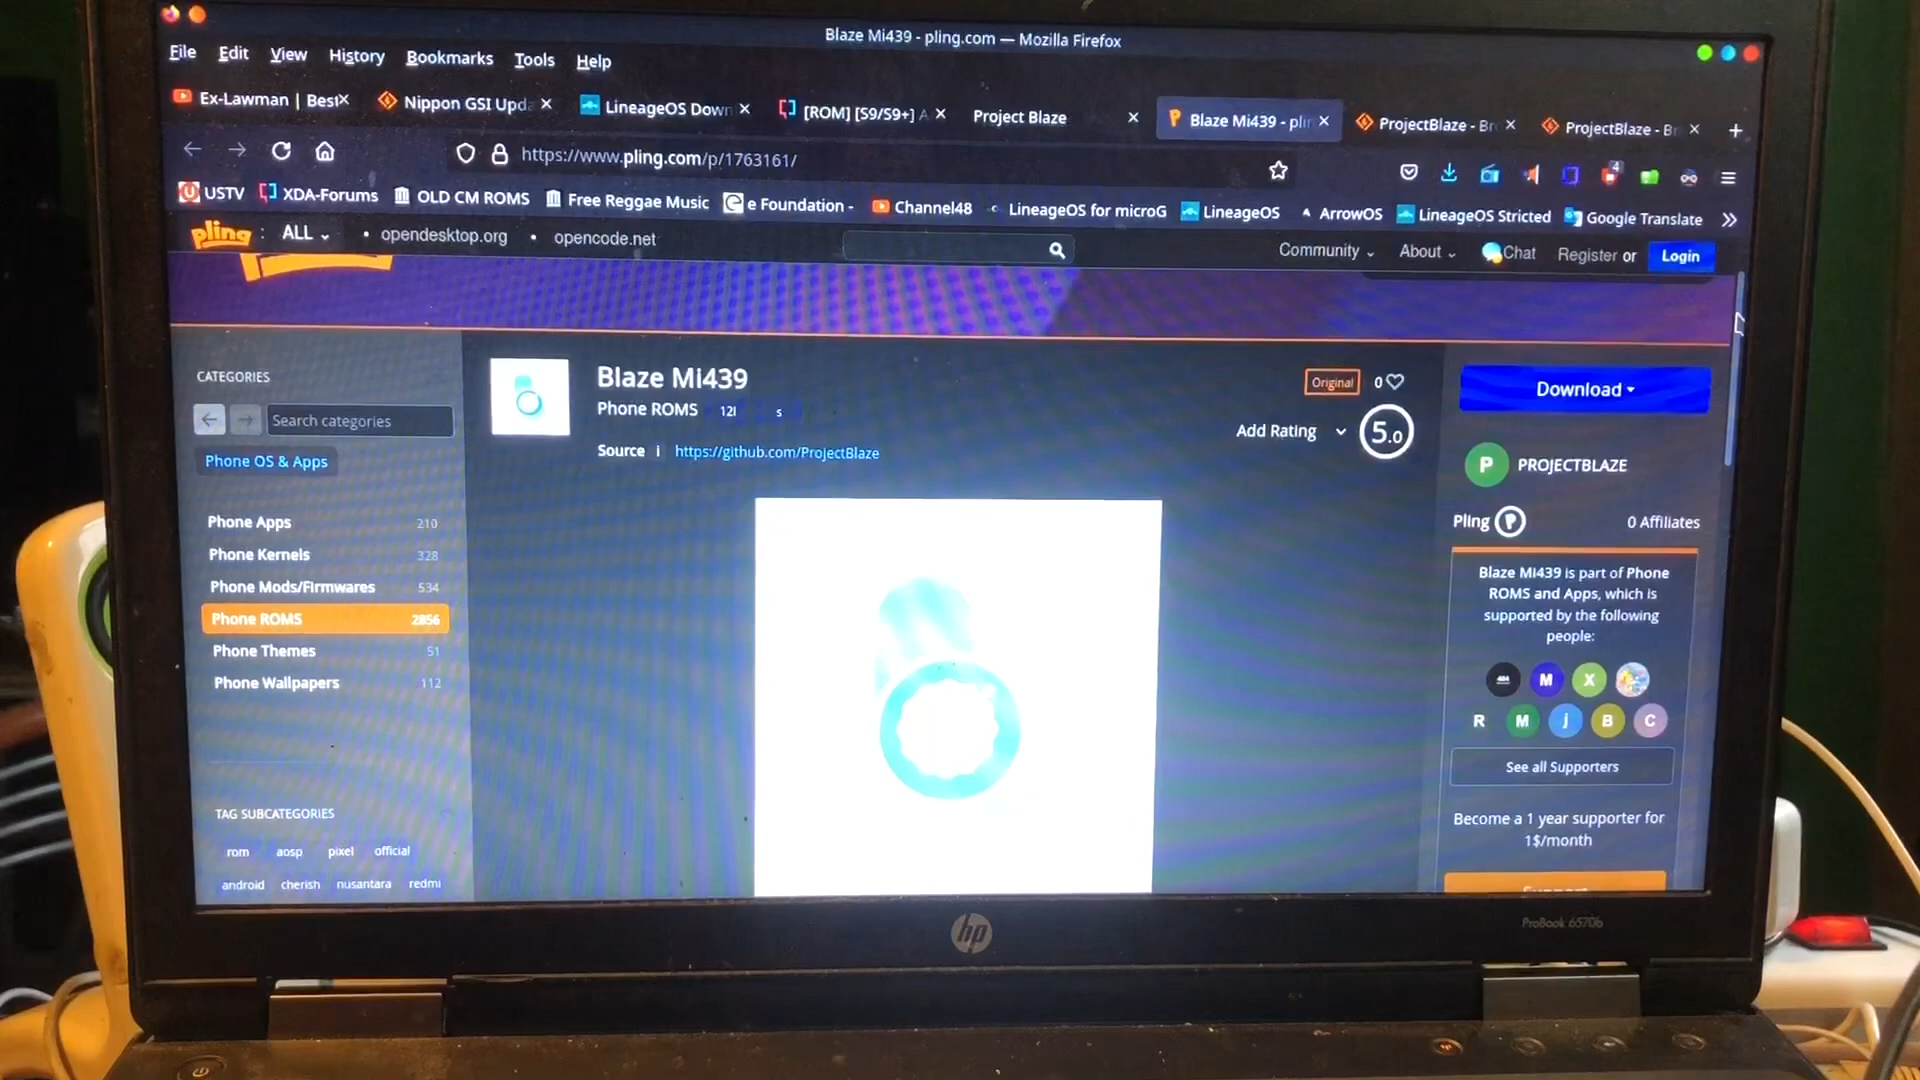 Blaze Mi439 - pling.com — Mozilla Firefox
File Edit View History Bookmarks Tools Help
Ex-Lawman | Best Nippon GSI Upda LineageOS Down [ROM] [S9/S9+] A Project Blaze Blaze Mi439 - plin ProjectBlaze - Bro ProjectBlaze - Br
https://www.pling.com/p/1763161/
4
USTV XDA-Forums OLD CM ROMS Free Reggae Music e Foundation - Channel48 LineageOS for microG LineageOS ArrowOS LineageOS Stricted Google Translate
pling : ALL • opendesktop.org • opencode.net Community About Chat Register or Login
CATEGORIES
Search categories
Phone OS & Apps
Phone Apps 210
Phone Kernels 328
Phone Mods/Firmwares 534
Phone ROMS 2856
Phone Themes 51
Phone Wallpapers 112
TAG SUBCATEGORIES
rom aosp pixel official
android cherish nusantara redmi
Blaze Mi439
Phone ROMS 12l s
Source i https://github.com/ProjectBlaze
Original 0
Add Rating 5.0
Download
P PROJECTBLAZE
Pling P 0 Affiliates
Blaze Mi439 is part of Phone
ROMS and Apps, which is
supported by the following
people:
M X
R M j B C
See all Supporters
Become a 1 year supporter for
1$/month
hp
ProBook 6570b